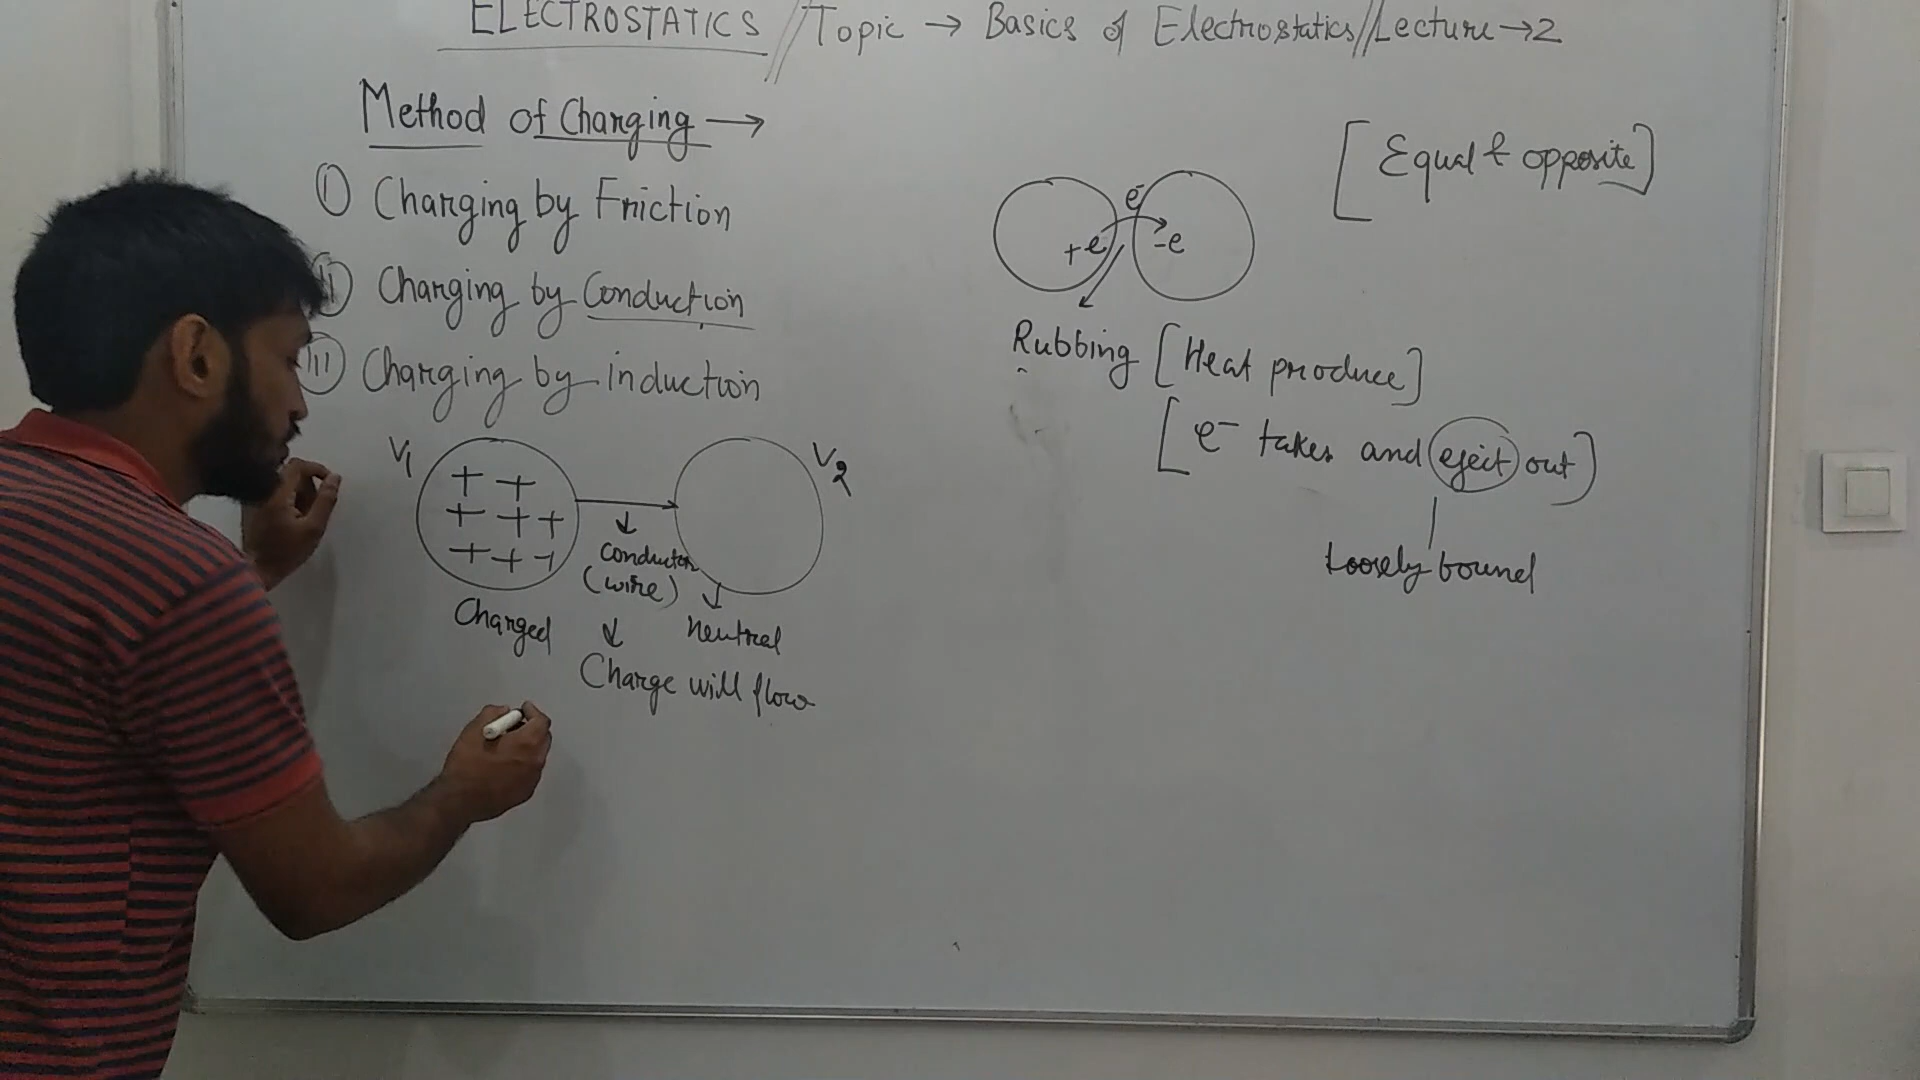 ELECTROSTATICS // Topic → Basics of Electrostatics // Lecture → 2
Method of Charging →
(I) Charging by Friction
(II) Charging by Conduction
(III) Charging by induction
V1
+ +
+ + +
+ + +
Charged
V2
Conductor
(wire)
↓
Neutral
Charge will flow
[Equal & opposite]
e-
+e
-e
Rubbing [Heat produce]
[e- takes and eject out]
Loosely bound